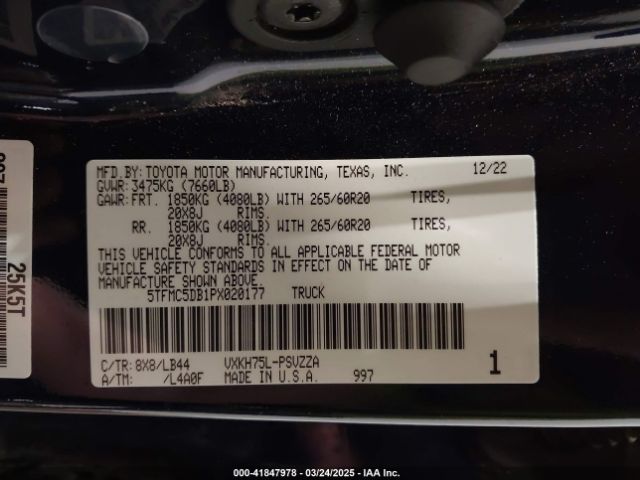 MFD.BY:TOYOTA MOTOR MANUFACTURING, TEXAS, INC. 12/22
GVWR: 3475KG (7660LB)
GAWR: FRT. 1850KG (4080LB) WITH 265/60R20 TIRES,
20X8J RIMS.
RR. 1850KG (4080LB) WITH 265/60R20 TIRES,
20X8J RIMS.
THIS VEHICLE CONFORMS TO ALL APPLICABLE FEDERAL MOTOR
VEHICLE SAFETY STANDARDS IN EFFECT ON THE DATE OF
MANUFACTURE SHOWN ABOVE.
5TFMC5DB1PX020177 TRUCK
C/TR: 8X8/LB44 VXKH75L-PSVZZA
A/TM: /L4A0F MADE IN U.S.A. 997
1
25K5T
000-41847978 - 03/24/2025 - IAA Inc.